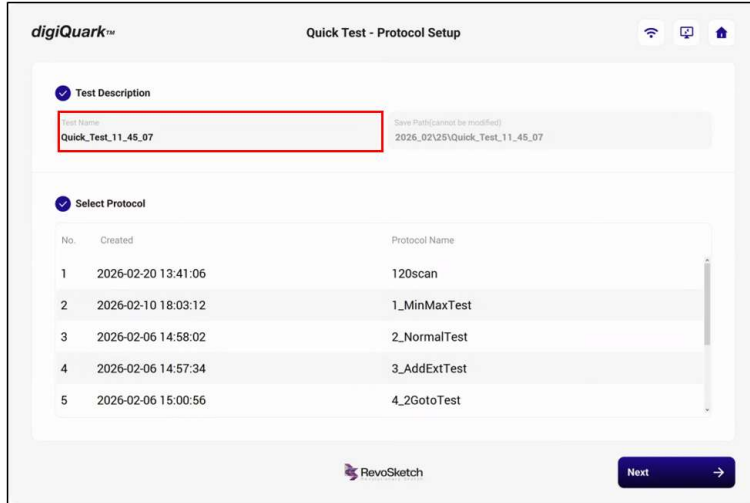 digiQuark™
Quick Test - Protocol Setup
Test Description
Test Name
Save Path(cannot be modified)
Quick_Test_11_45_07
2026_02\25\Quick_Test_11_45_07
Select Protocol
No. Created Protocol Name
1 2026-02-20 13:41:06 120scan
2 2026-02-10 18:03:12 1_MinMaxTest
3 2026-02-06 14:58:02 2_NormalTest
4 2026-02-06 14:57:34 3_AddExtTest
5 2026-02-06 15:00:56 4_2GotoTest
RevoSketch
Next